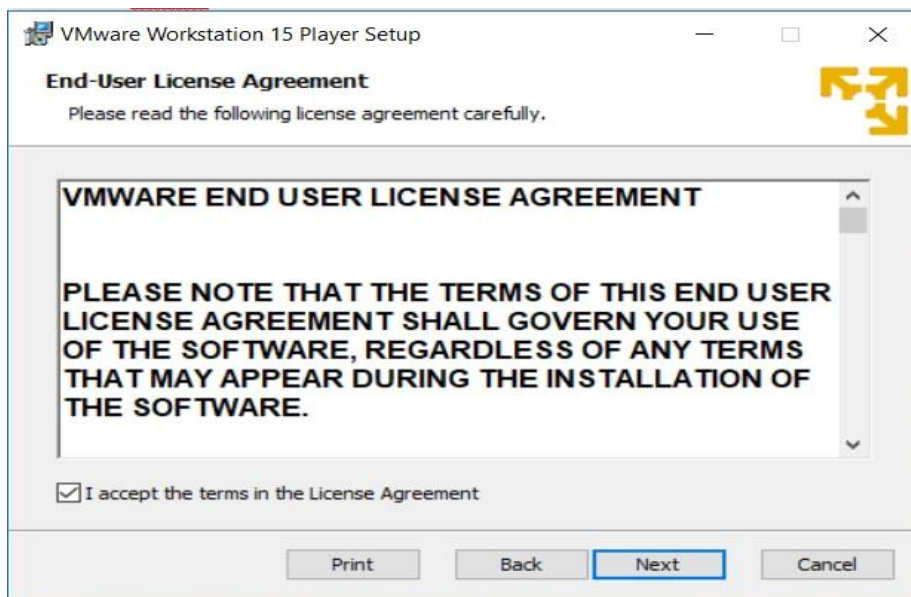 VMware Workstation 15 Player Setup
End-User License Agreement
Please read the following license agreement carefully.
VMWARE END USER LICENSE AGREEMENT
PLEASE NOTE THAT THE TERMS OF THIS END USER
LICENSE AGREEMENT SHALL GOVERN YOUR USE
OF THE SOFTWARE, REGARDLESS OF ANY TERMS
THAT MAY APPEAR DURING THE INSTALLATION OF
THE SOFTWARE.
I accept the terms in the License Agreement
Print Back Next Cancel